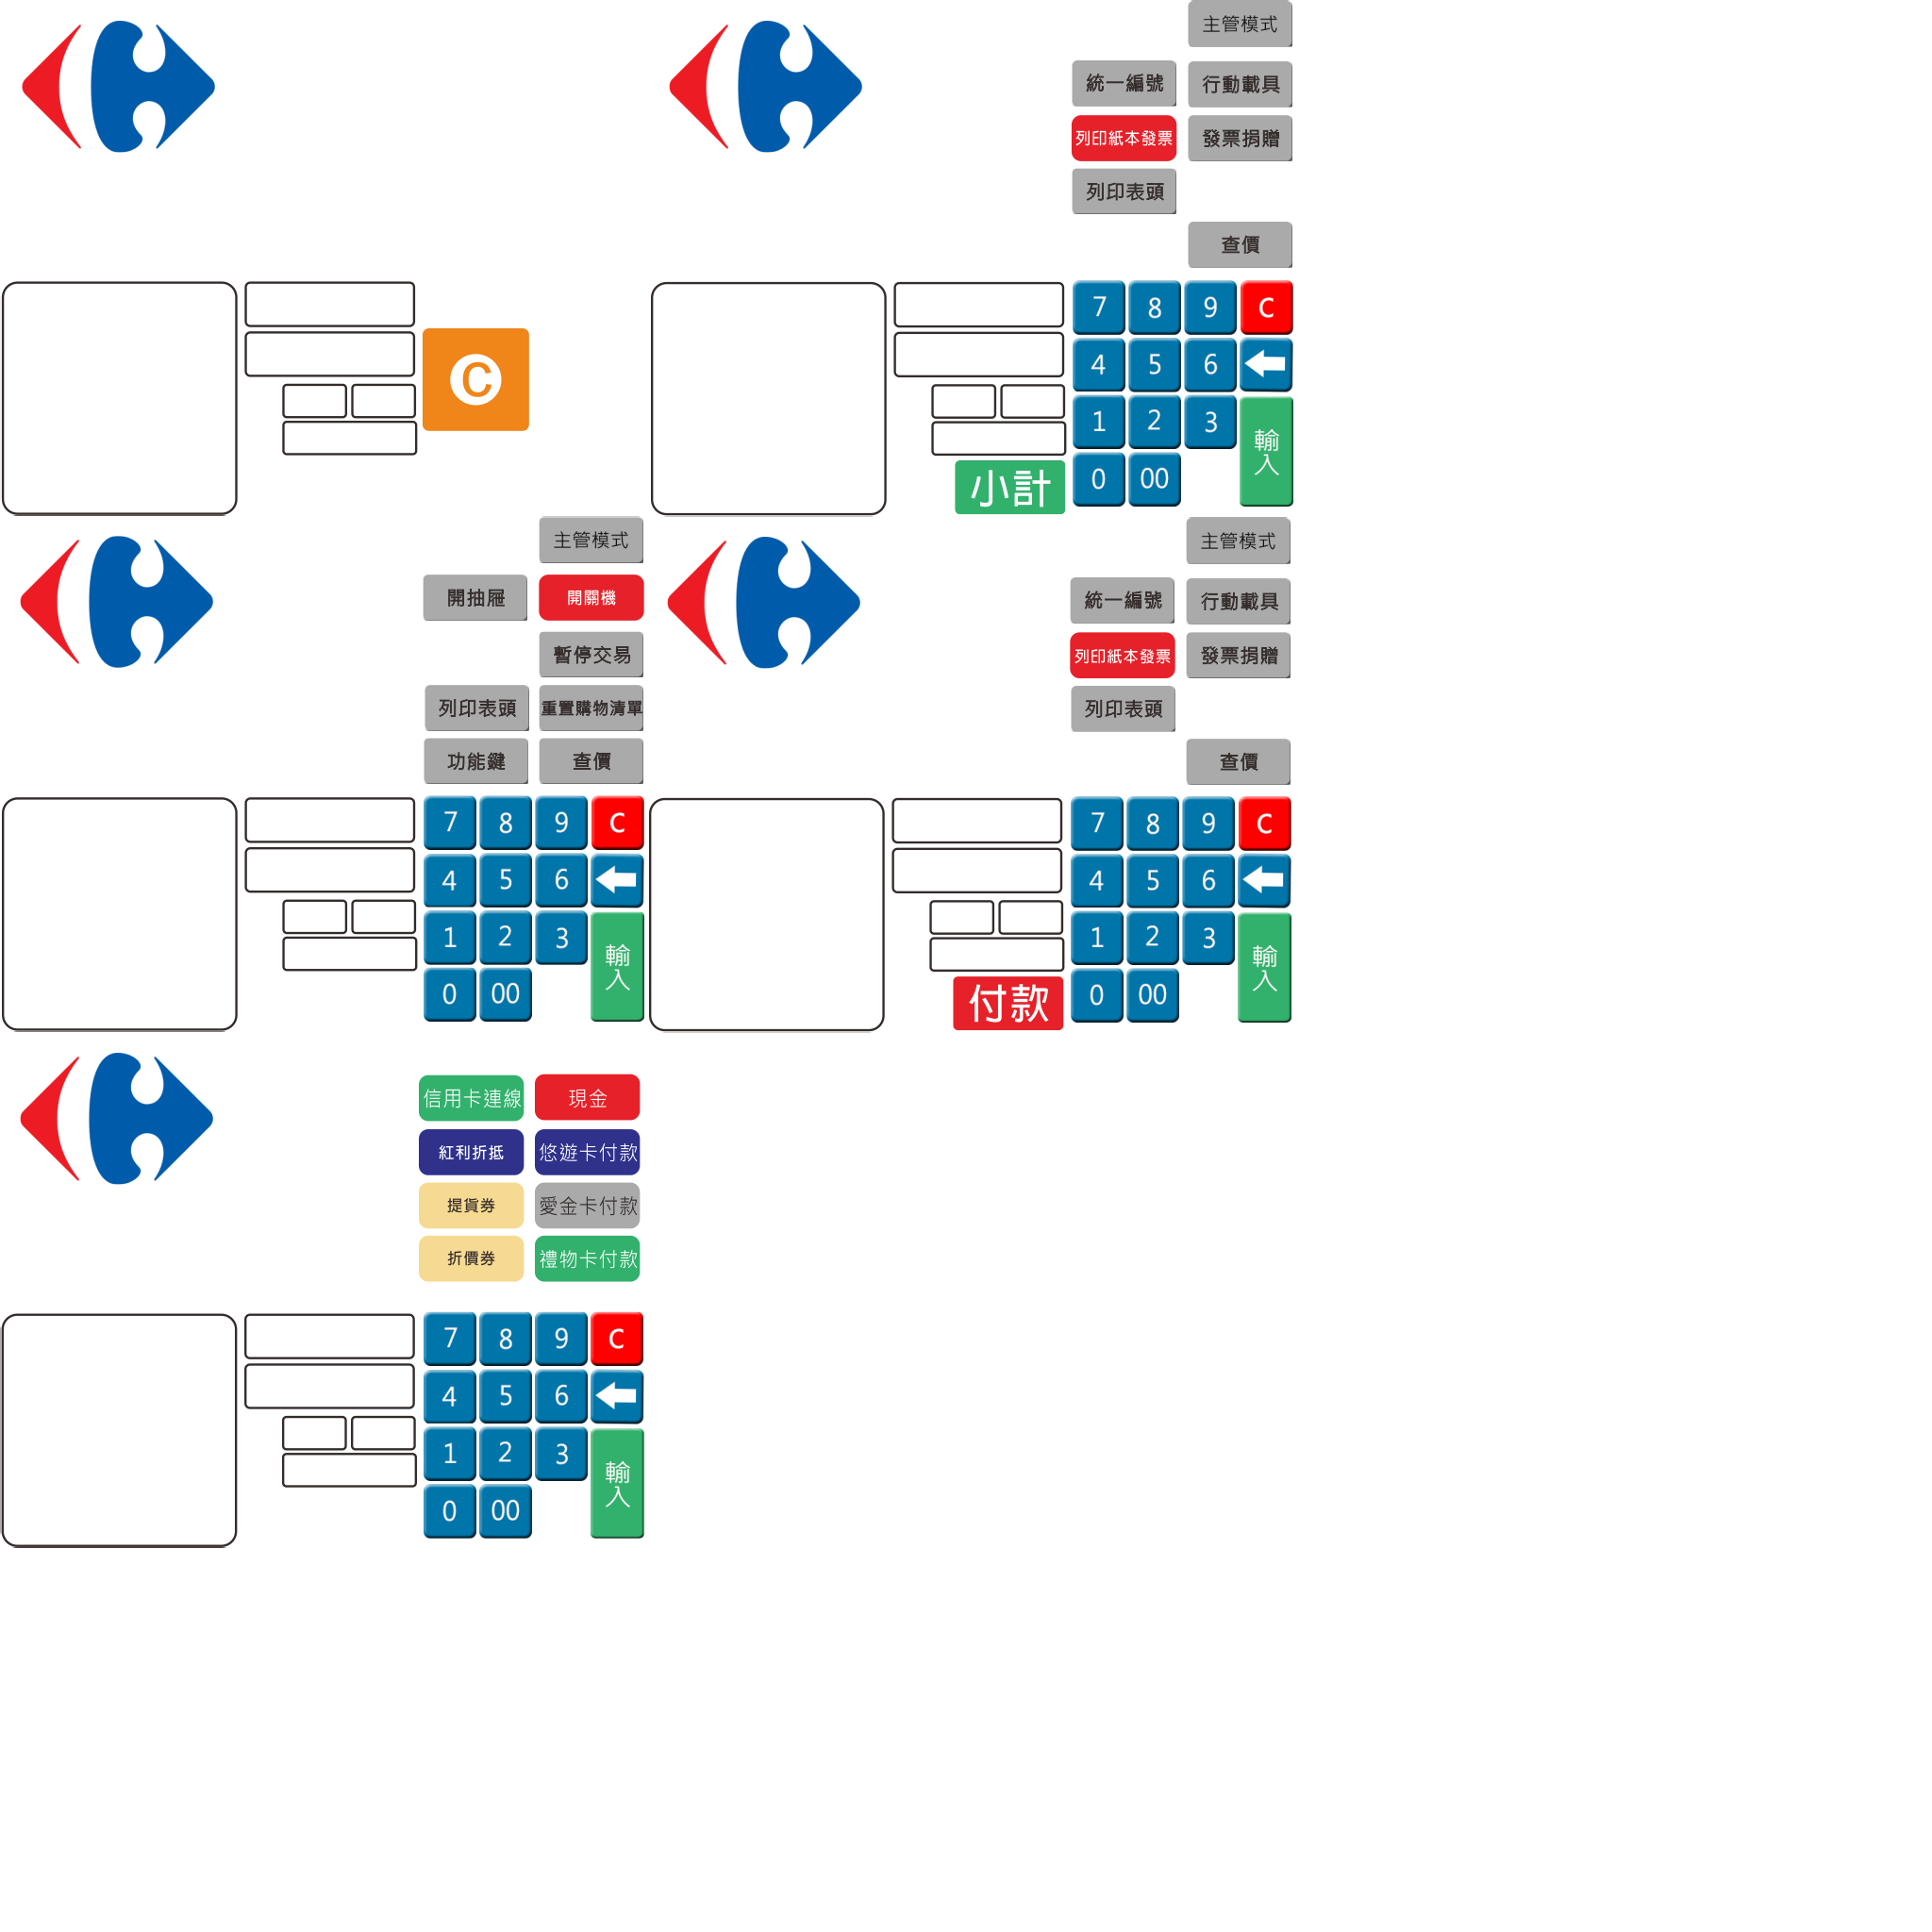 C
主管模式
統一編號 行動載具
列印紙本發票 發票捐贈
列印表頭
查價
7 8 9 C
4 5 6
1 2 3 輸入
0 00
小計
主管模式
開抽屜 開關機
暫停交易
列印表頭 重置購物清單
功能鍵 查價
7 8 9 C
4 5 6
1 2 3 輸入
0 00
主管模式
統一編號 行動載具
列印紙本發票 發票捐贈
列印表頭
查價
7 8 9 C
4 5 6
1 2 3 輸入
0 00
付款
信用卡連線 現金
紅利折抵 悠遊卡付款
提貨券 愛金卡付款
折價券 禮物卡付款
7 8 9 C
4 5 6
1 2 3 輸入
0 00